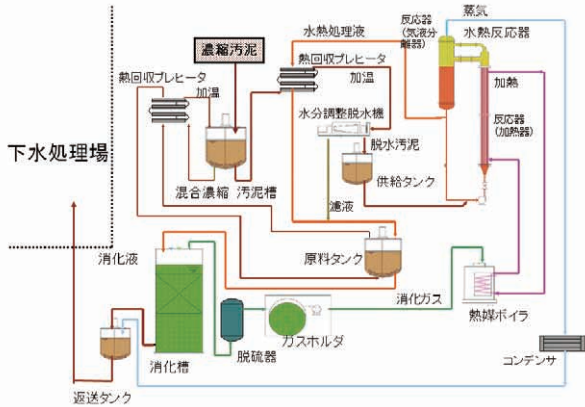 蒸気
濃縮汚泥
水熱処理液
反応器
(気液分
離器)
水熱反応器
熱回収プレヒータ
熱回収プレヒータ
加温
加温
加熱
水分調整脱水機
反応器
(加熱器)
下水処理場
脱水汚泥
混合濃縮 汚泥槽
供給タンク
濾液
消化液
原料タンク
消化ガス
熱媒ボイラ
ガスホルダ
脱硫器
コンデンサ
消化槽
返送タンク